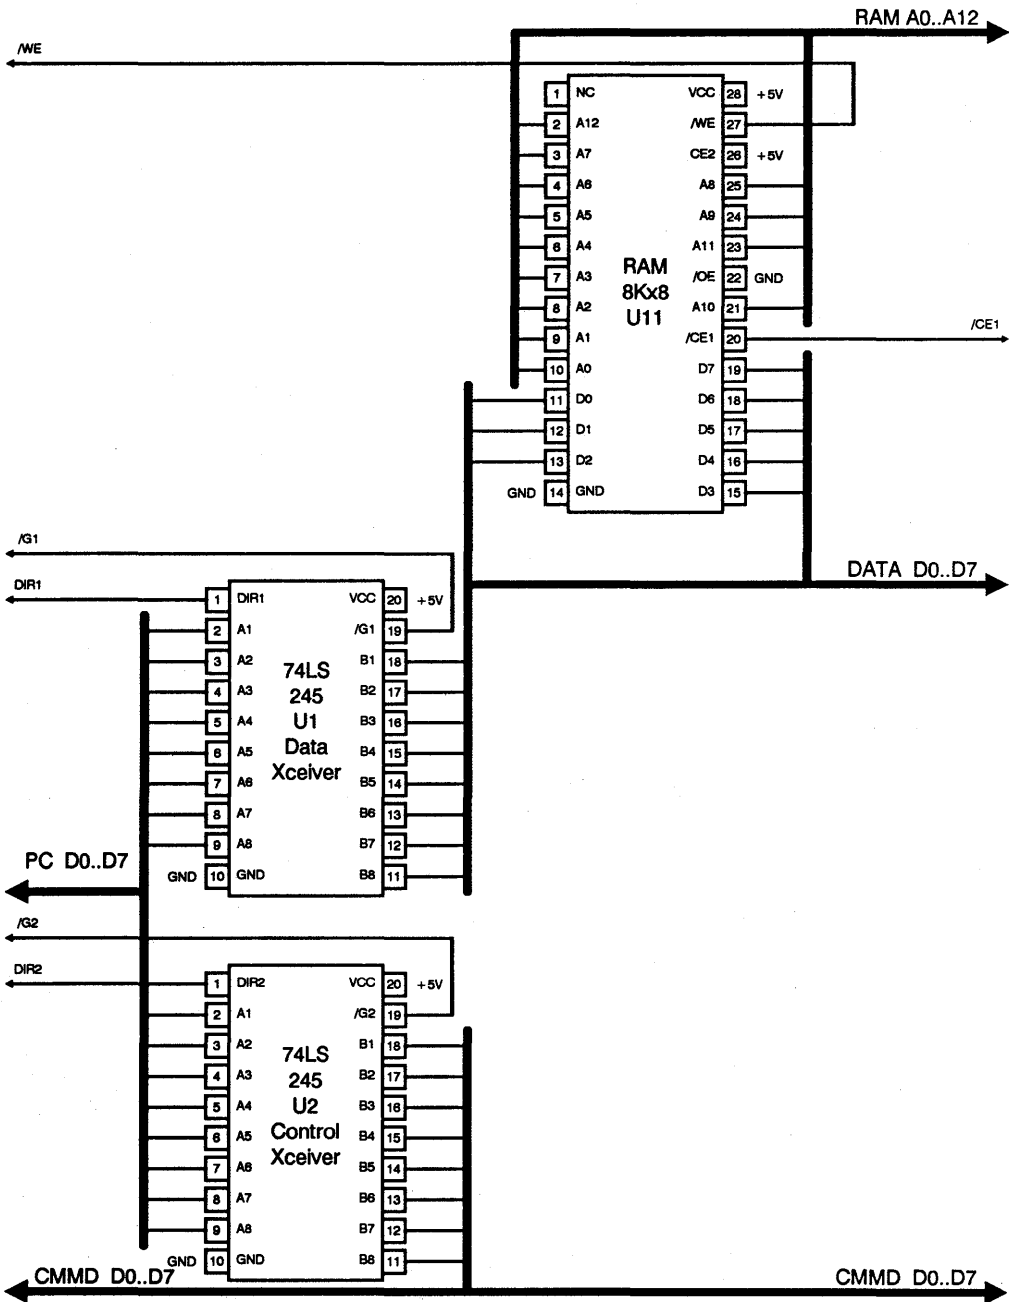 RAM A0..A12
/WE
1 NC VCC 28 +5V
2 A12 /WE 27
3 A7 CE2 26 +5V
4 A6 A8 25
5 A5 A9 24
6 A4 A11 23
7 A3 /OE 22 GND
8 A2 A10 21
9 A1 /CE1 20
10 A0 D7 19
11 D0 D6 18
12 D1 D5 17
13 D2 D4 16
GND 14 GND D3 15
RAM
8Kx8
U11
/CE1
DATA D0..D7
/G1
DIR1
1 DIR1 VCC 20 +5V
2 A1 /G1 19
3 A2 B1 18
4 A3 B2 17
5 A4 B3 16
6 A5 B4 15
7 A6 B5 14
8 A7 B6 13
9 A8 B7 12
GND 10 GND B8 11
74LS
245
U1
Data
Xceiver
PC D0..D7
/G2
DIR2
1 DIR2 VCC 20 +5V
2 A1 /G2 19
3 A2 B1 18
4 A3 B2 17
5 A4 B3 16
6 A5 B4 15
7 A6 B5 14
8 A7 B6 13
9 A8 B7 12
GND 10 GND B8 11
74LS
245
U2
Control
Xceiver
CMMD D0..D7
CMMD D0..D7